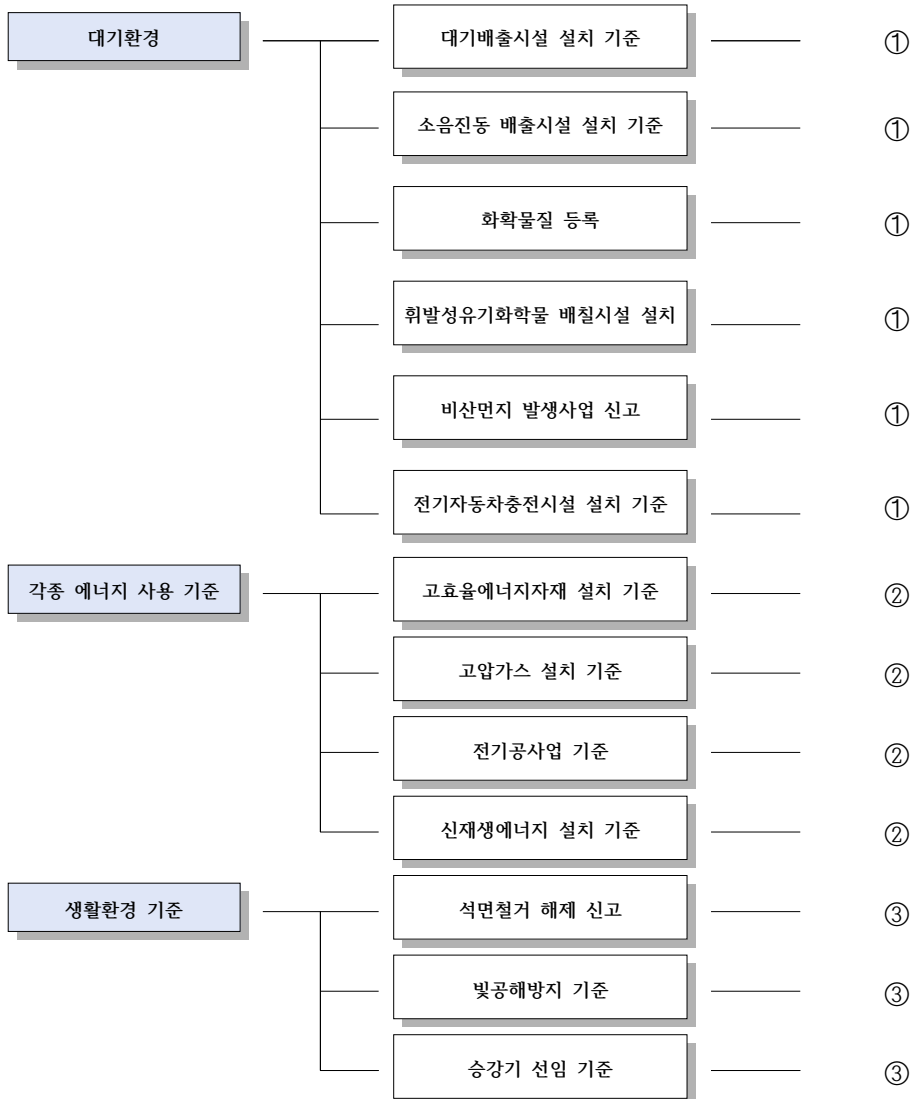 대기환경
대기배출시설 설치 기준 ①
소음진동 배출시설 설치 기준 ①
화확물질 등록 ①
휘발성유기화학물 배칠시설 설치 ①
비산먼지 발생사업 신고 ①
전기자동차충전시설 설치 기준 ①
각종 에너지 사용 기준
고효율에너지자재 설치 기준 ②
고압가스 설치 기준 ②
전기공사업 기준 ②
신재생에너지 설치 기준 ②
생활환경 기준
석면철거 해제 신고 ③
빛공해방지 기준 ③
승강기 선임 기준 ③